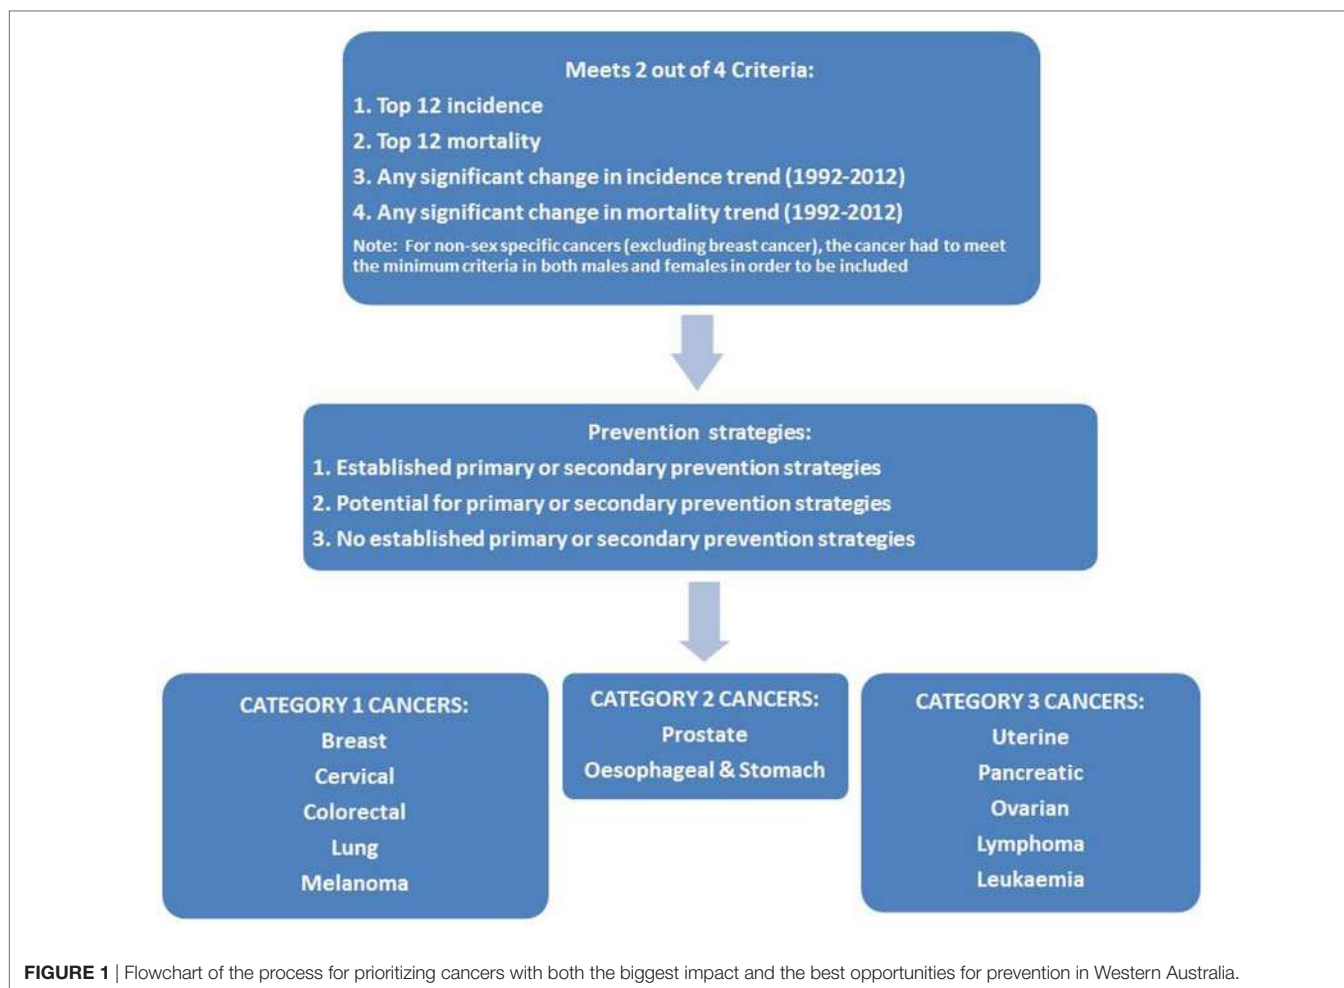 Meets 2 out of 4 Criteria:
1. Top 12 incidence
2. Top 12 mortality
3. Any significant change in incidence trend (1992-2012)
4. Any significant change in mortality trend (1992-2012)
Note: For non-sex specific cancers (excluding breast cancer), the cancer had to meet
the minimum criteria in both males and females in order to be included
Prevention strategies:
1. Established primary or secondary prevention strategies
2. Potential for primary or secondary prevention strategies
3. No established primary or secondary prevention strategies
CATEGORY 1 CANCERS:
Breast
Cervical
Colorectal
Lung
Melanoma
CATEGORY 2 CANCERS:
Prostate
Oesophageal & Stomach
CATEGORY 3 CANCERS:
Uterine
Pancreatic
Ovarian
Lymphoma
Leukaemia
FIGURE 1 | Flowchart of the process for prioritizing cancers with both the biggest impact and the best opportunities for prevention in Western Australia.